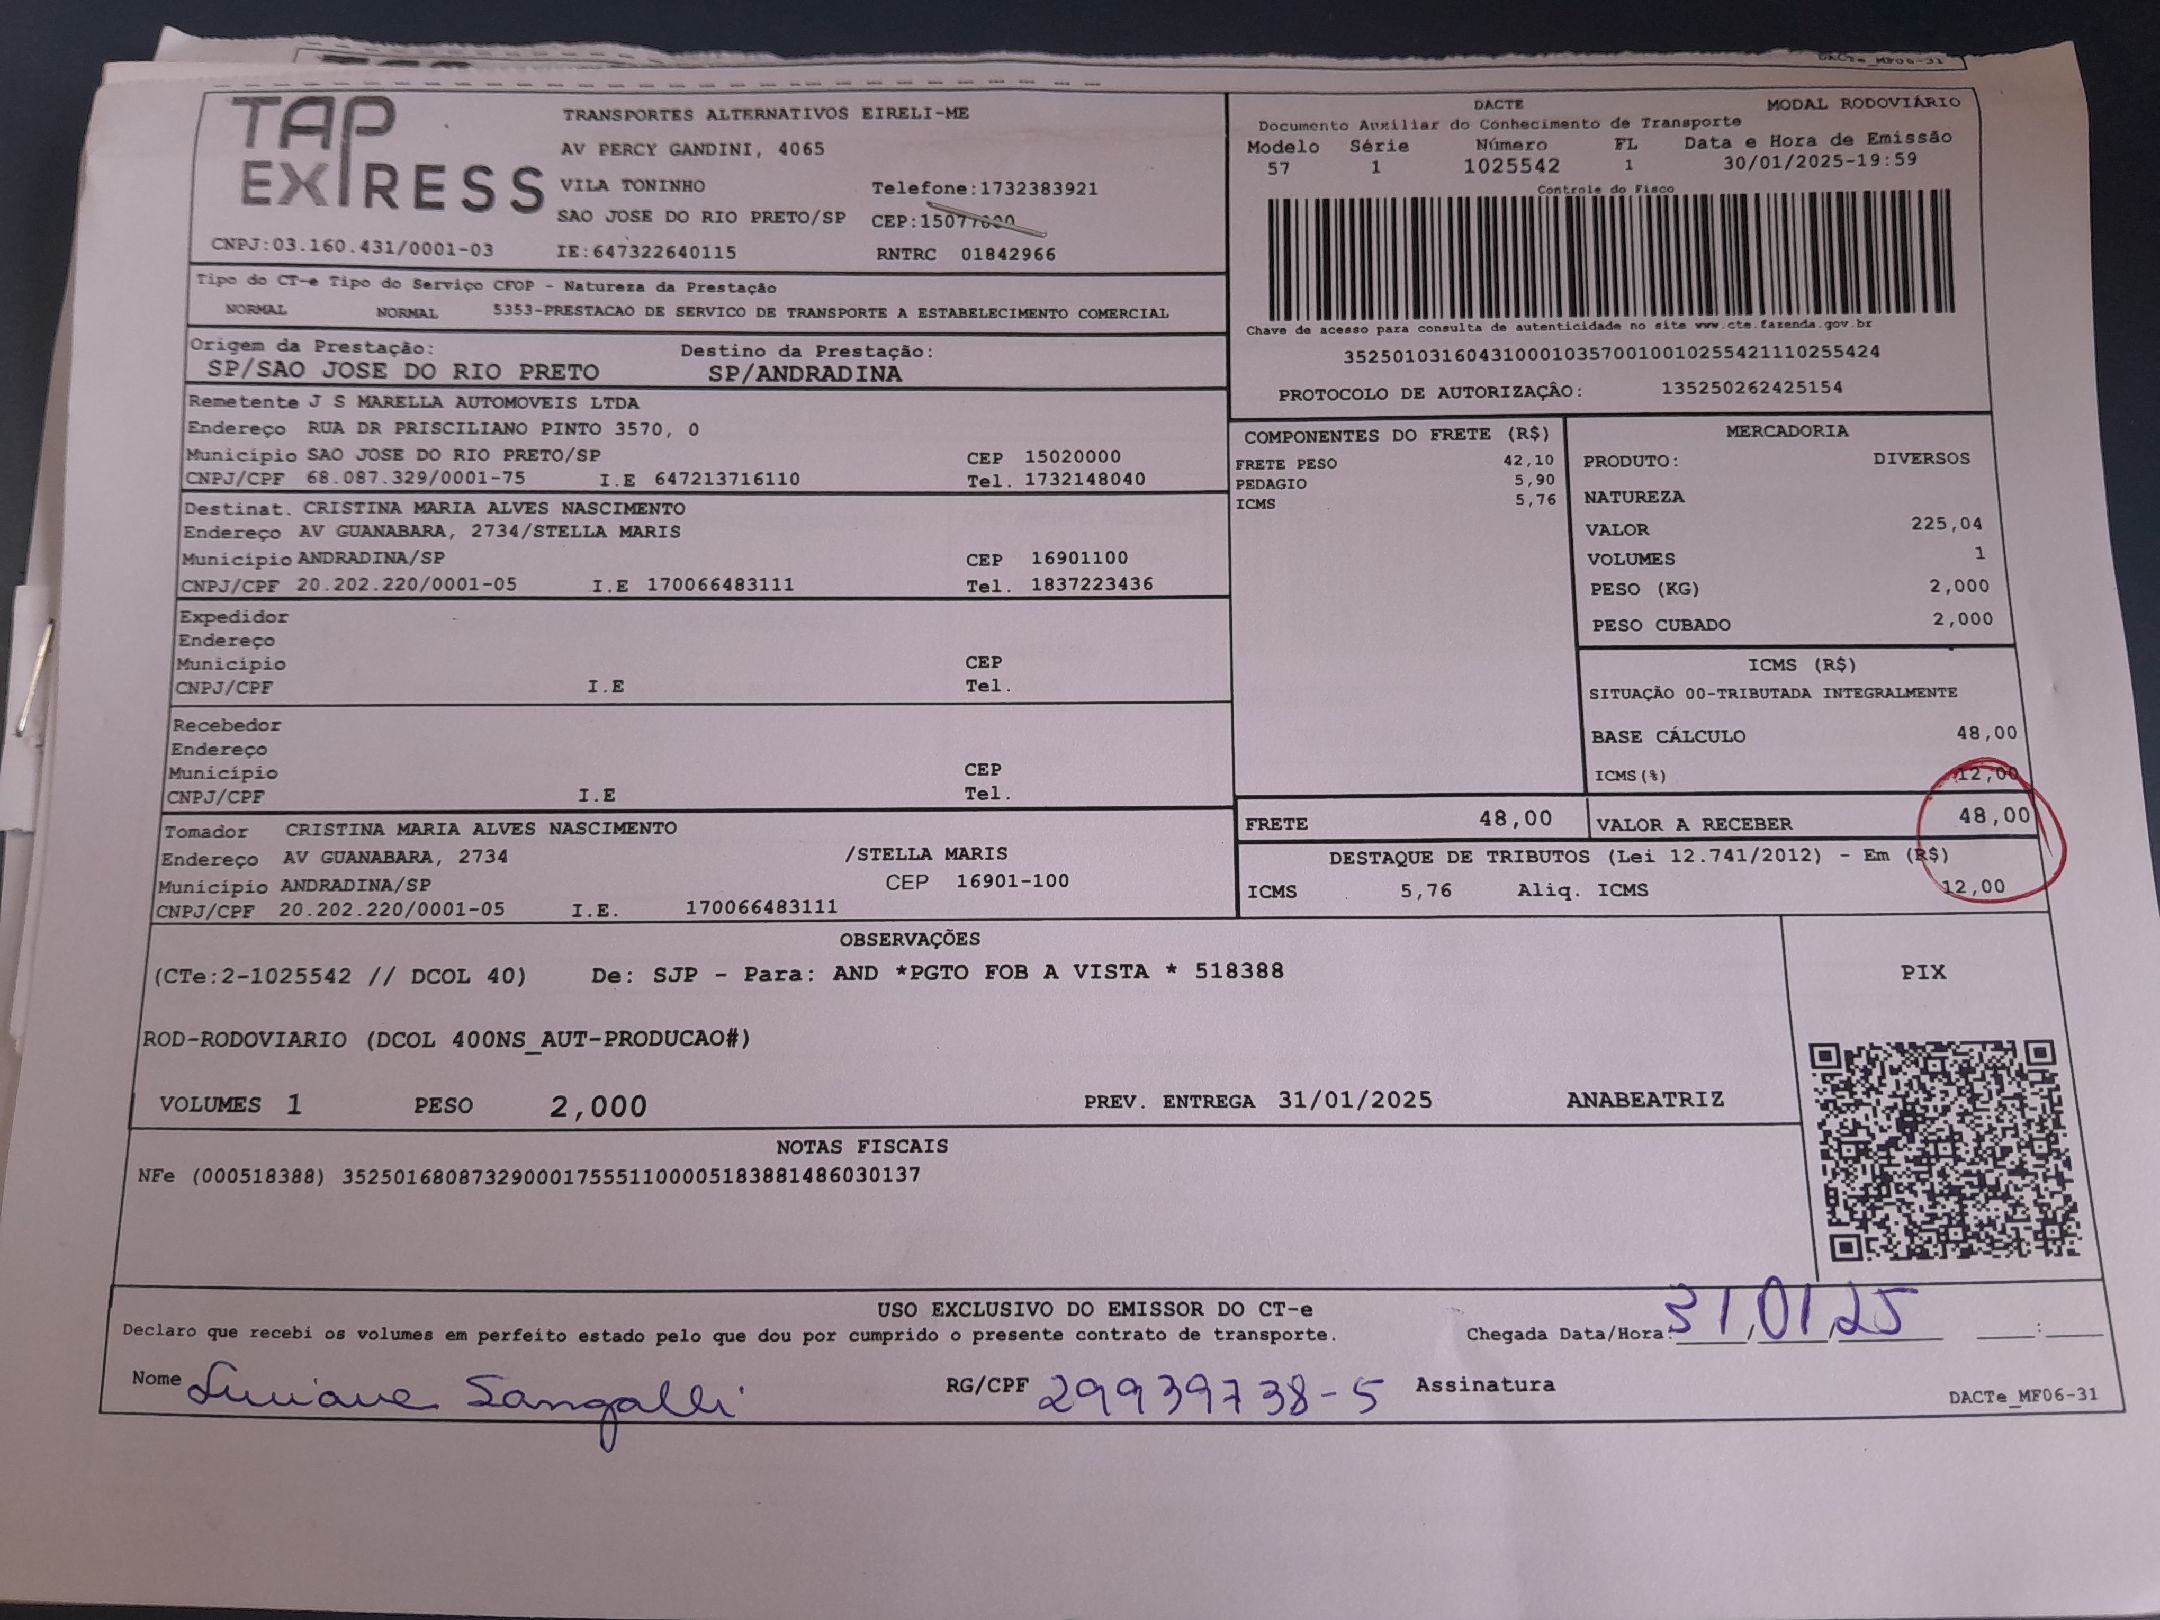 DACTe_MF06-31
TAP
EXPRESS
TRANSPORTES ALTERNATIVOS EIRELI-ME
AV PERCY GANDINI, 4065
VILA TONINHO Telefone:1732383921
SAO JOSE DO RIO PRETO/SP CEP:15077000
CNPJ:03.160.431/0001-03 IE:647322640115 RNTRC 01842966
DACTE MODAL RODOVIÁRIO
Documento Auxiliar do Conhecimento de Transporte
Modelo Série Número FL Data e Hora de Emissão
57 1 1025542 1 30/01/2025-19:59
Controle do Fisco
Chave de acesso para consulta de autenticidade no site www.cte.fazenda.gov.br
35250103160431000103570010010255421110255424
PROTOCOLO DE AUTORIZAÇÂO: 135250262425154
Tipo do CT-e Tipo do Serviço CFOP - Natureza da Prestação
NORMAL NORMAL 5353-PRESTACAO DE SERVICO DE TRANSPORTE A ESTABELECIMENTO COMERCIAL
Origem da Prestação: Destino da Prestação:
SP/SAO JOSE DO RIO PRETO SP/ANDRADINA
Remetente J S MARELLA AUTOMOVEIS LTDA
Endereço RUA DR PRISCILIANO PINTO 3570, 0
Município SAO JOSE DO RIO PRETO/SP CEP 15020000
CNPJ/CPF 68.087.329/0001-75 I.E 647213716110 Tel. 1732148040
Destinat. CRISTINA MARIA ALVES NASCIMENTO
Endereço AV GUANABARA, 2734/STELLA MARIS
Município ANDRADINA/SP CEP 16901100
CNPJ/CPF 20.202.220/0001-05 I.E 170066483111 Tel. 1837223436
Expedidor
Endereço
Município CEP
CNPJ/CPF I.E Tel.
Recebedor
Endereço
Município CEP
CNPJ/CPF I.E Tel.
Tomador CRISTINA MARIA ALVES NASCIMENTO
Endereço AV GUANABARA, 2734 /STELLA MARIS
Município ANDRADINA/SP CEP 16901-100
CNPJ/CPF 20.202.220/0001-05 I.E. 170066483111
COMPONENTES DO FRETE (R$)
FRETE PESO 42,10
PEDAGIO 5,90
ICMS 5,76
MERCADORIA
PRODUTO: DIVERSOS
NATUREZA
VALOR 225,04
VOLUMES 1
PESO (KG) 2,000
PESO CUBADO 2,000
ICMS (R$)
SITUAÇÃO 00-TRIBUTADA INTEGRALMENTE
BASE CÁLCULO 48,00
ICMS(%) 12,00
FRETE 48,00 VALOR A RECEBER 48,00
DESTAQUE DE TRIBUTOS (Lei 12.741/2012) - Em (R$)
ICMS 5,76 Aliq. ICMS 12,00
OBSERVAÇÕES
(CTe:2-1025542 // DCOL 40) De: SJP - Para: AND *PGTO FOB A VISTA * 518388
ROD-RODOVIARIO (DCOL 400NS_AUT-PRODUCAO#)
VOLUMES 1 PESO 2,000 PREV. ENTREGA 31/01/2025 ANABEATRIZ
PIX
NOTAS FISCAIS
NFe (000518388) 35250168087329000175551100005183881486030137
USO EXCLUSIVO DO EMISSOR DO CT-e
Declaro que recebi os volumes em perfeito estado pelo que dou por cumprido o presente contrato de transporte. Chegada Data/Hora: 31/01/25 :
Nome Luciane Sangalli RG/CPF 29939738-5 Assinatura
DACTe_MF06-31